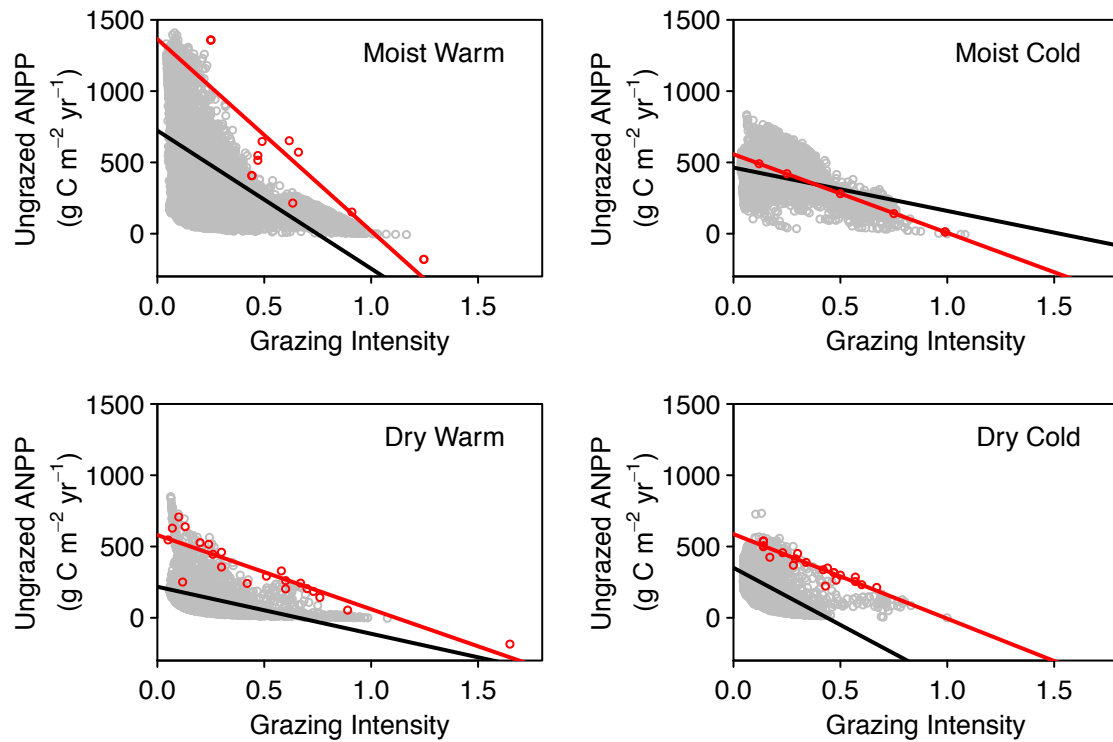 Moist Warm
Ungrazed ANPP
(g C m⁻² yr⁻¹)
1500
1000
500
0
0.0 0.5 1.0 1.5
Grazing Intensity
Moist Cold
Ungrazed ANPP
(g C m⁻² yr⁻¹)
1500
1000
500
0
0.0 0.5 1.0 1.5
Grazing Intensity
Dry Warm
Ungrazed ANPP
(g C m⁻² yr⁻¹)
1500
1000
500
0
0.0 0.5 1.0 1.5
Grazing Intensity
Dry Cold
Ungrazed ANPP
(g C m⁻² yr⁻¹)
1500
1000
500
0
0.0 0.5 1.0 1.5
Grazing Intensity